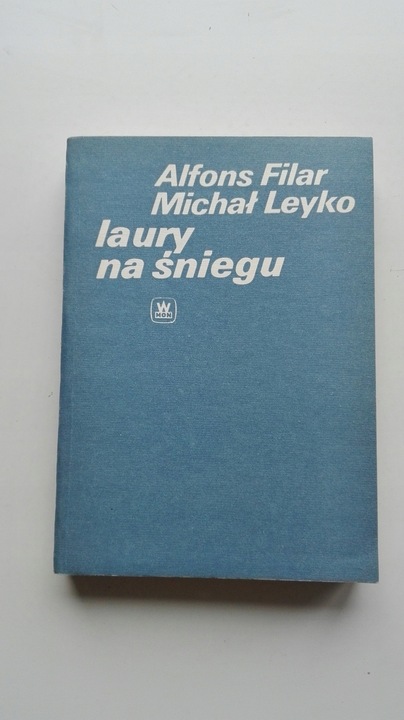 Alfons Filar
Michał Leyko
laury
na śniegu
W
MON